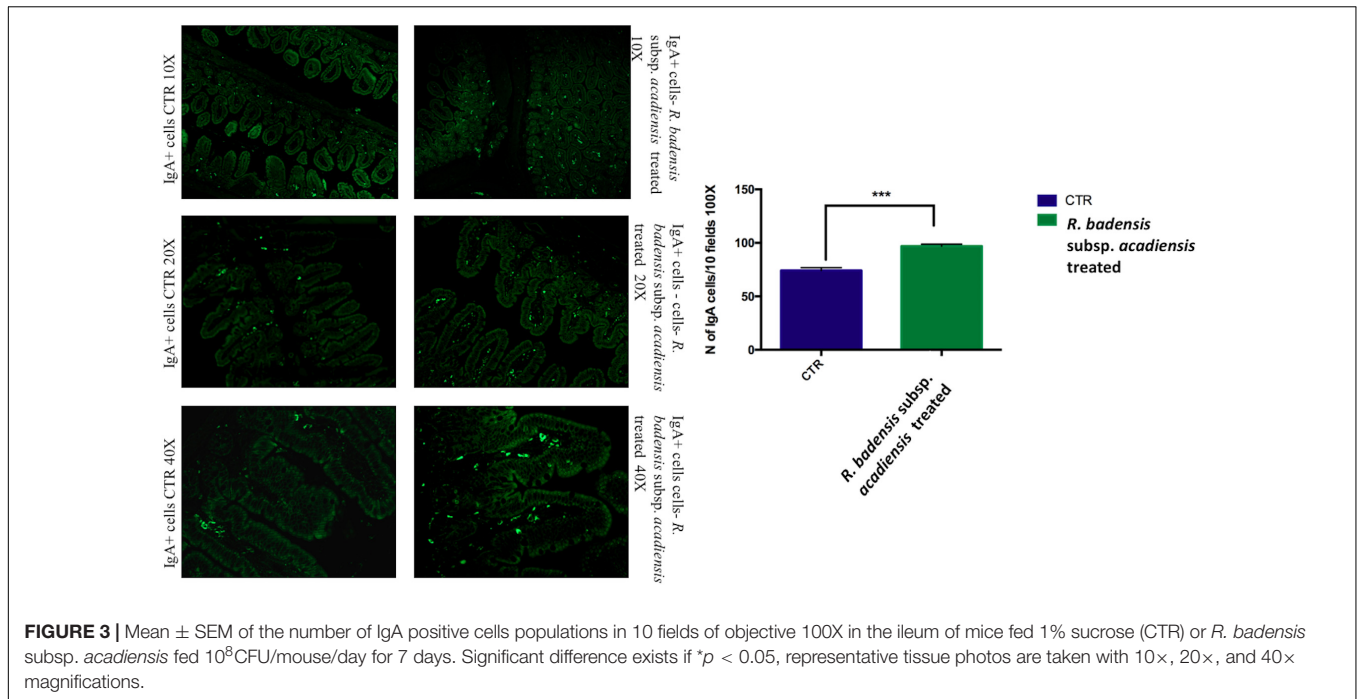 IgA+ cells CTR 10X
IgA+ cells- R. badensis
subsp. acadiensis treated
10X
IgA+ cells CTR 20X
IgA+ cells - cells- R.
badensis subsp. acadiensis
treated 20X
IgA+ cells CTR 40X
IgA+ cells cells- R.
badensis subsp. acadiensis
treated 40X
N of IgA cells/10 fields 100X
150
100
50
0
***
CTR
R. badensis subsp.
acadiensis treated
CTR
R. badensis
subsp. acadiensis
treated
FIGURE 3 | Mean ± SEM of the number of IgA positive cells populations in 10 fields of objective 100X in the ileum of mice fed 1% sucrose (CTR) or R. badensis
subsp. acadiensis fed 10⁸CFU/mouse/day for 7 days. Significant difference exists if *p < 0.05, representative tissue photos are taken with 10×, 20×, and 40×
magnifications.